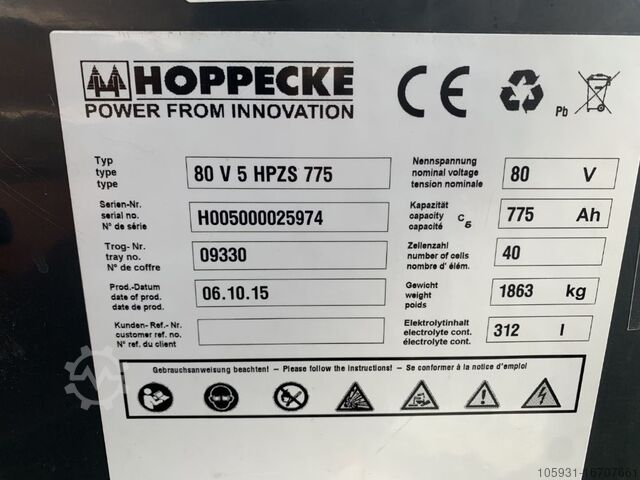 HOPPECKE
POWER FROM INNOVATION
CE
Pb
Typ
type
type
80 V 5 HPZS 775
Nennspannung
nominal voltage
tension nominale
80 V
Serien-Nr.
serial no.
N° de série
H005000025974
Kapazität
capacity C5
capacité
775 Ah
Trog- Nr.
tray no.
N° de coffre
09330
Zellenzahl
number of cells
nombre d' élém.
40
Prod.-Datum
date of prod.
date de prod.
06.10.15
Gewicht
weight
poids
1863 kg
Kunden- Ref.- Nr.
customer ref. no.
N° ref. du client
Elektrolytinhalt
electrolyte cont.
électrolyte cont.
312 l
Gebrauchsanweisung beachten! - Please follow the instructions! - Se conformer à la notice d'emploi
105931-16707661